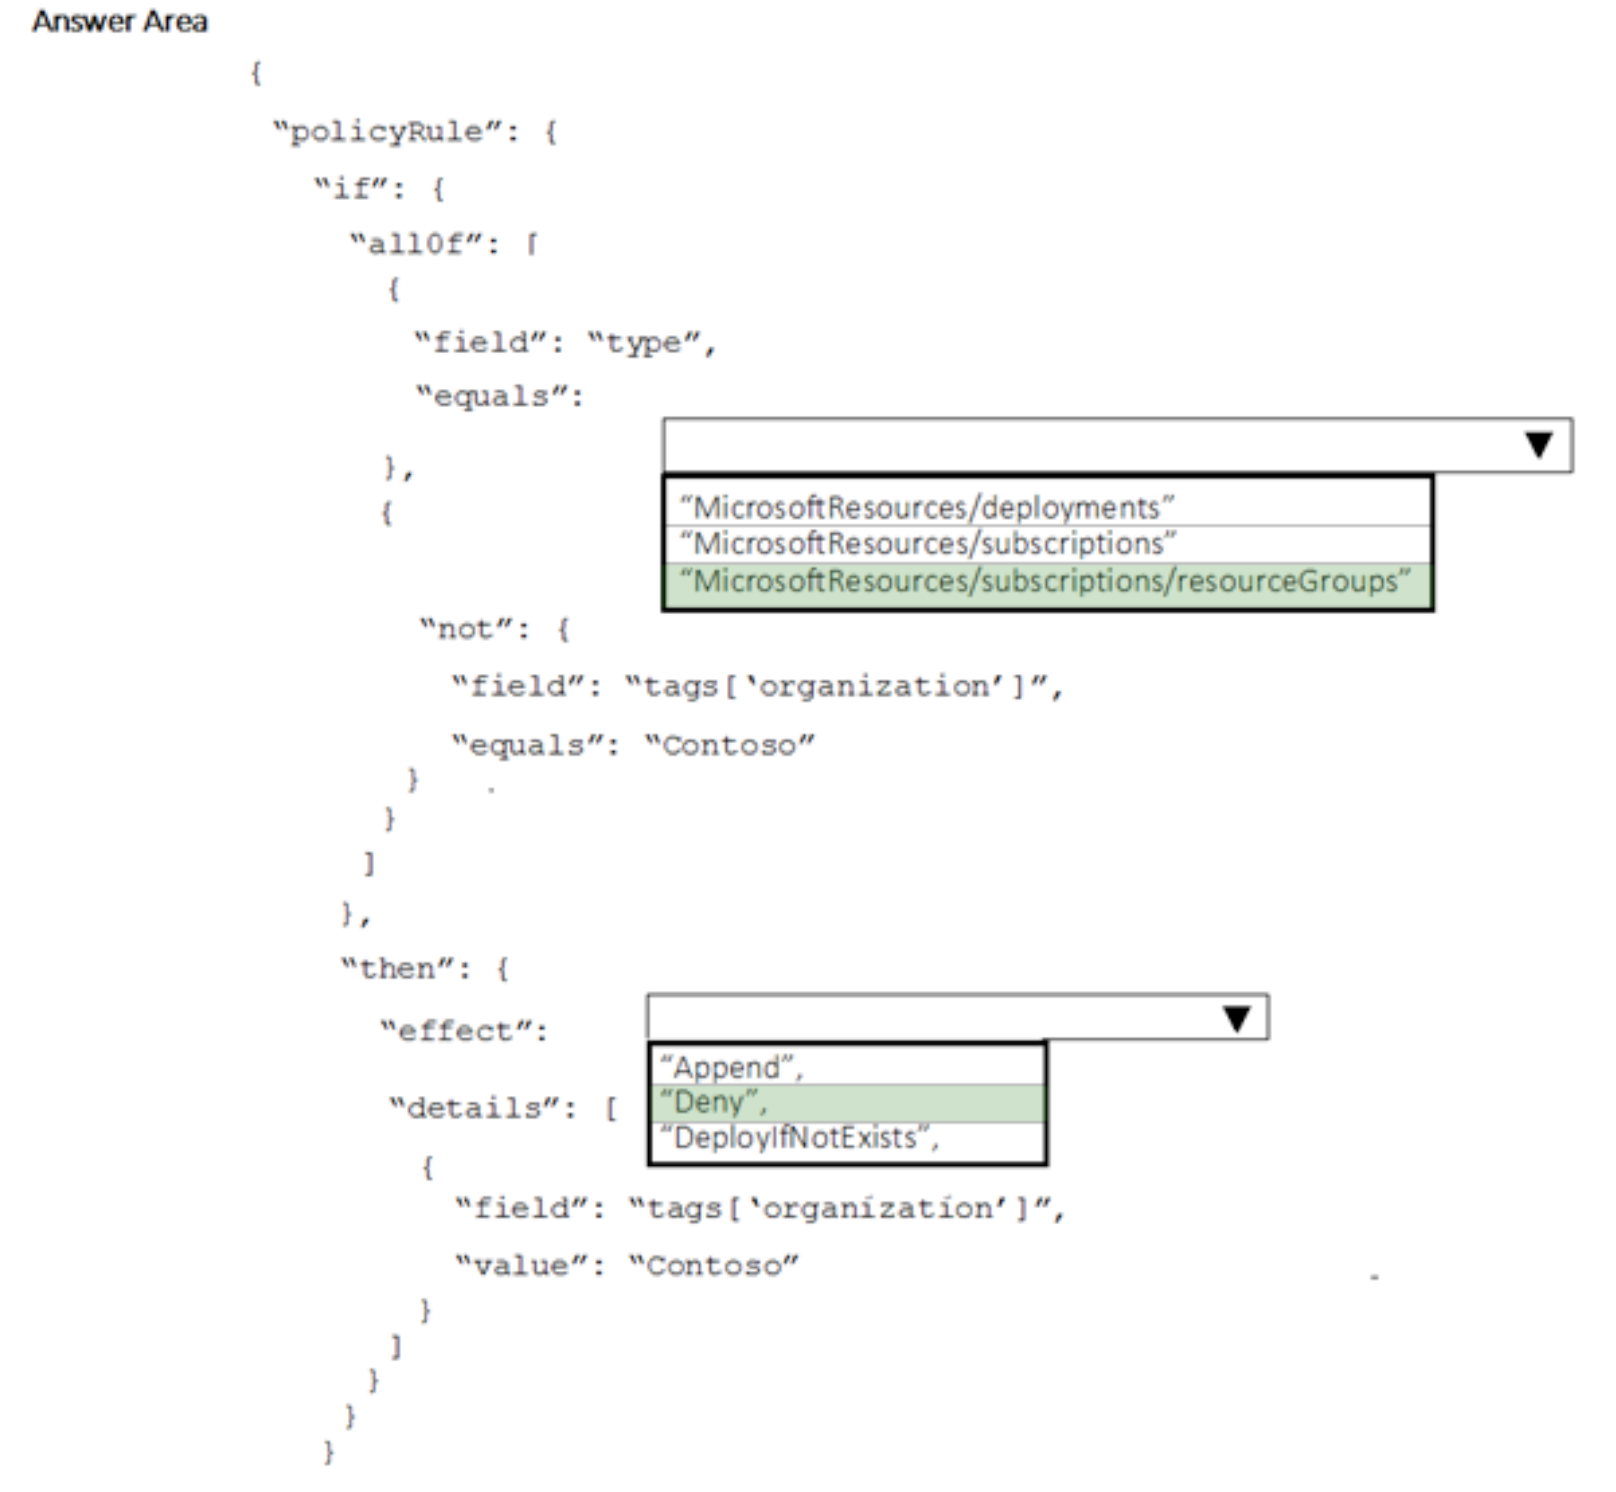 Answer Area
{
“policyRule”: {
“if”: {
“all0f”: [
{
“field”: “type”,
“equals”:
},
{
“MicrosoftResources/deployments”
“MicrosoftResources/subscriptions”
“MicrosoftResources/subscriptions/resourceGroups”
“not”: {
“field”: “tags[‘organization’]”,
“equals”: “Contoso”
}
}
]
},
“then”: {
“effect”:
“Append”,
“Deny”,
“details”: [
“DeployIfNotExists”,
{
“field”: “tags[‘organization’]”,
“value”: “Contoso”
}
]
}
}
}